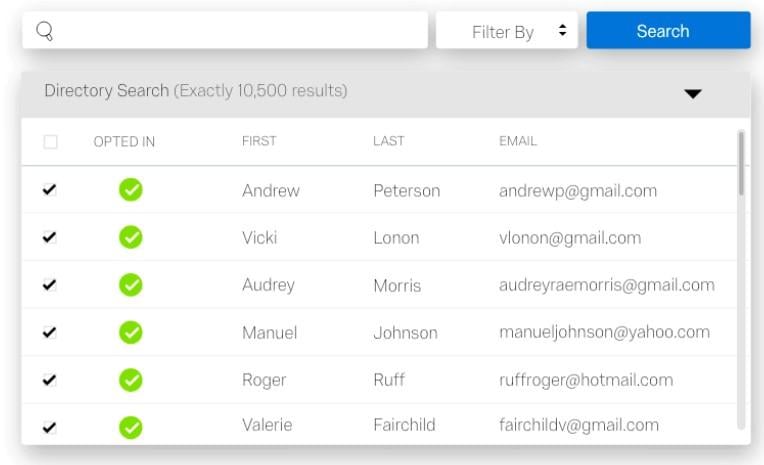 Filter By Search
Directory Search (Exactly 10,500 results)
OPTED IN FIRST LAST EMAIL
Andrew Peterson andrewp@gmail.com
Vicki Lonon vlonon@gmail.com
Audrey Morris audreyraemorris@gmail.com
Manuel Johnson manueljohnson@yahoo.com
Roger Ruff ruffroger@hotmail.com
Valerie Fairchild fairchildv@gmail.com